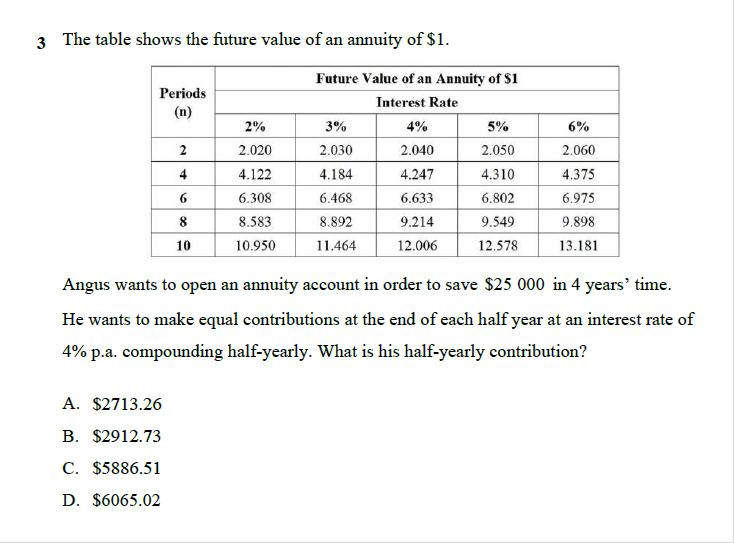 3 The table shows the future value of an annuity of $1.
Future Value of an Annuity of $1
Periods
(n)
Interest Rate
2% 3% 4% 5% 6%
2 2.020 2.030 2.040 2.050 2.060
4 4.122 4.184 4.247 4.310 4.375
6 6.308 6.468 6.633 6.802 6.975
8 8.583 8.892 9.214 9.549 9.898
10 10.950 11.464 12.006 12.578 13.181
Angus wants to open an annuity account in order to save $25 000 in 4 years’ time.
He wants to make equal contributions at the end of each half year at an interest rate of
4% p.a. compounding half-yearly. What is his half-yearly contribution?
A. $2713.26
B. $2912.73
C. $5886.51
D. $6065.02